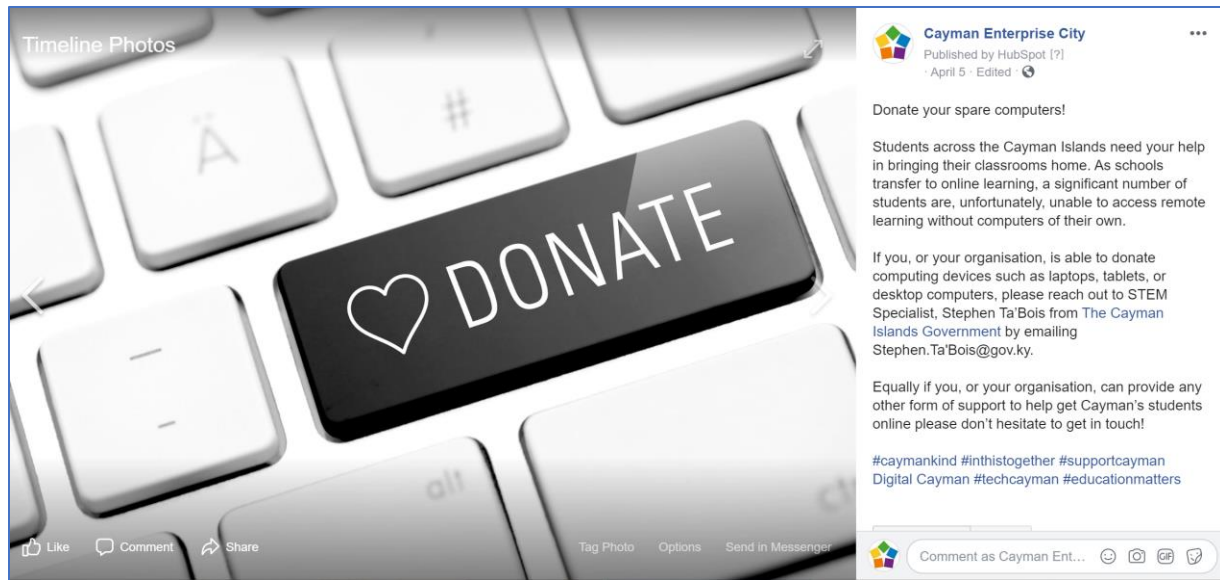 Timeline Photos
Ä
#
DONATE
alt
ctr
Like Comment Share
Tag Photo Options Send in Messenger
Cayman Enterprise City
Published by HubSpot [?]
· April 5 · Edited ·
Donate your spare computers!
Students across the Cayman Islands need your help
in bringing their classrooms home. As schools
transfer to online learning, a significant number of
students are, unfortunately, unable to access remote
learning without computers of their own.
If you, or your organisation, is able to donate
computing devices such as laptops, tablets, or
desktop computers, please reach out to STEM
Specialist, Stephen Ta'Bois from The Cayman
Islands Government by emailing
Stephen.Ta'Bois@gov.ky.
Equally if you, or your organisation, can provide any
other form of support to help get Cayman's students
online please don't hesitate to get in touch!
#caymankind #inthistogether #supportcayman
Digital Cayman #techcayman #educationmatters
Comment as Cayman Ent...
GIF